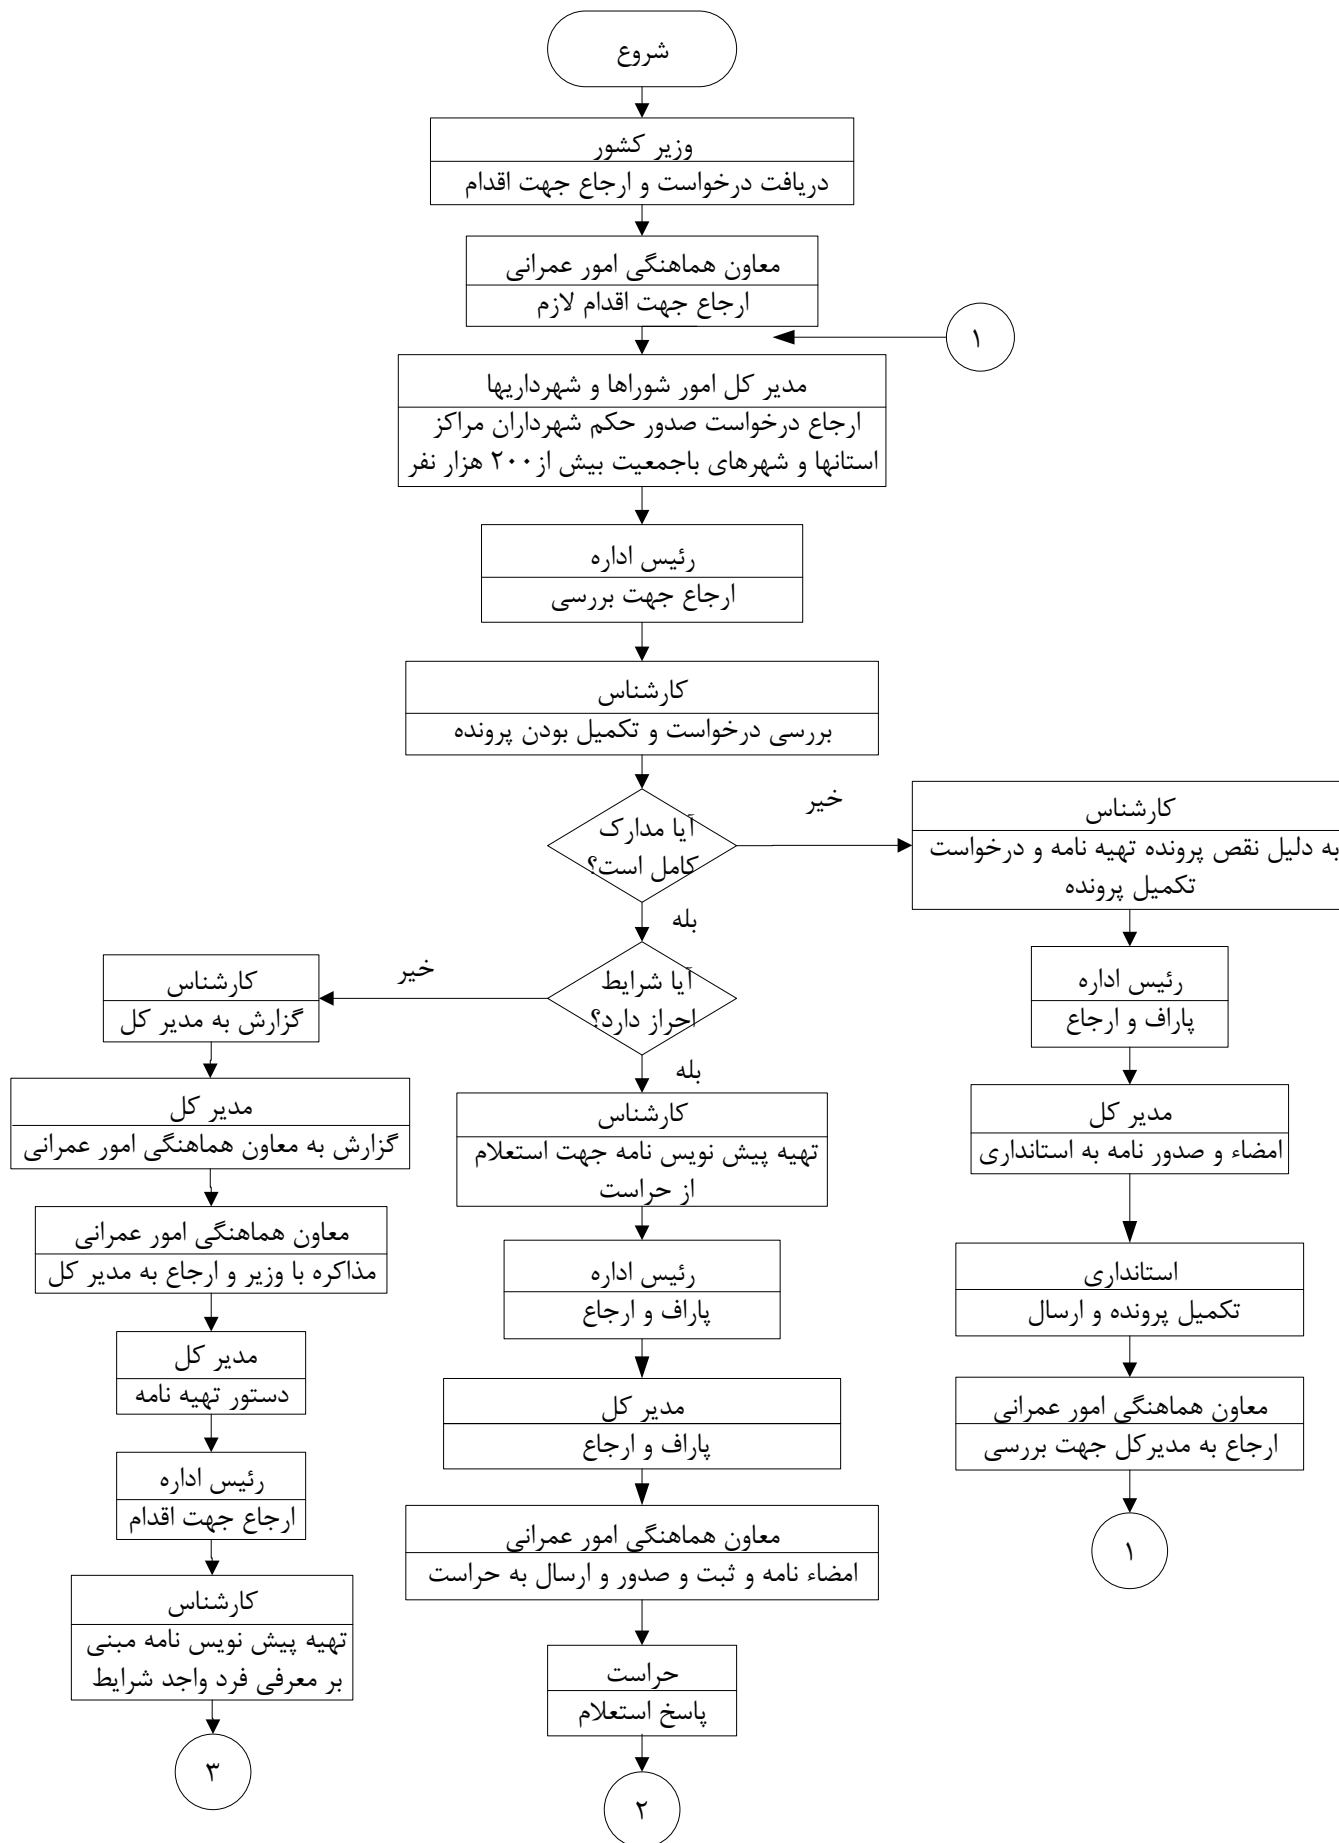 شروع
وزیر کشور
دریافت درخواست و ارجاع جهت اقدام
معاون هماهنگی امور عمرانی
ارجاع جهت اقدام لازم
۱
مدیر کل امور شوراها و شهرداریها
ارجاع درخواست صدور حکم شهرداران مراکز
استانها و شهرهای باجمعیت بیش از ۲۰۰ هزار نفر
رئیس اداره
ارجاع جهت بررسی
کارشناس
بررسی درخواست و تکمیل بودن پرونده
آیا مدارک
کامل است؟
خیر
بله
کارشناس
به دلیل نقص پرونده تهیه نامه و درخواست
تکمیل پرونده
رئیس اداره
پاراف و ارجاع
مدیر کل
امضاء و صدور نامه به استانداری
استانداری
تکمیل پرونده و ارسال
معاون هماهنگی امور عمرانی
ارجاع به مدیرکل جهت بررسی
۱
آیا شرایط
احراز دارد؟
خیر
بله
کارشناس
تهیه پیش نویس نامه جهت استعلام
از حراست
رئیس اداره
پاراف و ارجاع
مدیر کل
پاراف و ارجاع
معاون هماهنگی امور عمرانی
امضاء نامه و ثبت و صدور و ارسال به حراست
حراست
پاسخ استعلام
۲
کارشناس
گزارش به مدیر کل
مدیر کل
گزارش به معاون هماهنگی امور عمرانی
معاون هماهنگی امور عمرانی
مذاکره با وزیر و ارجاع به مدیر کل
مدیر کل
دستور تهیه نامه
رئیس اداره
ارجاع جهت اقدام
کارشناس
تهیه پیش نویس نامه مبنی
بر معرفی فرد واجد شرایط
۳